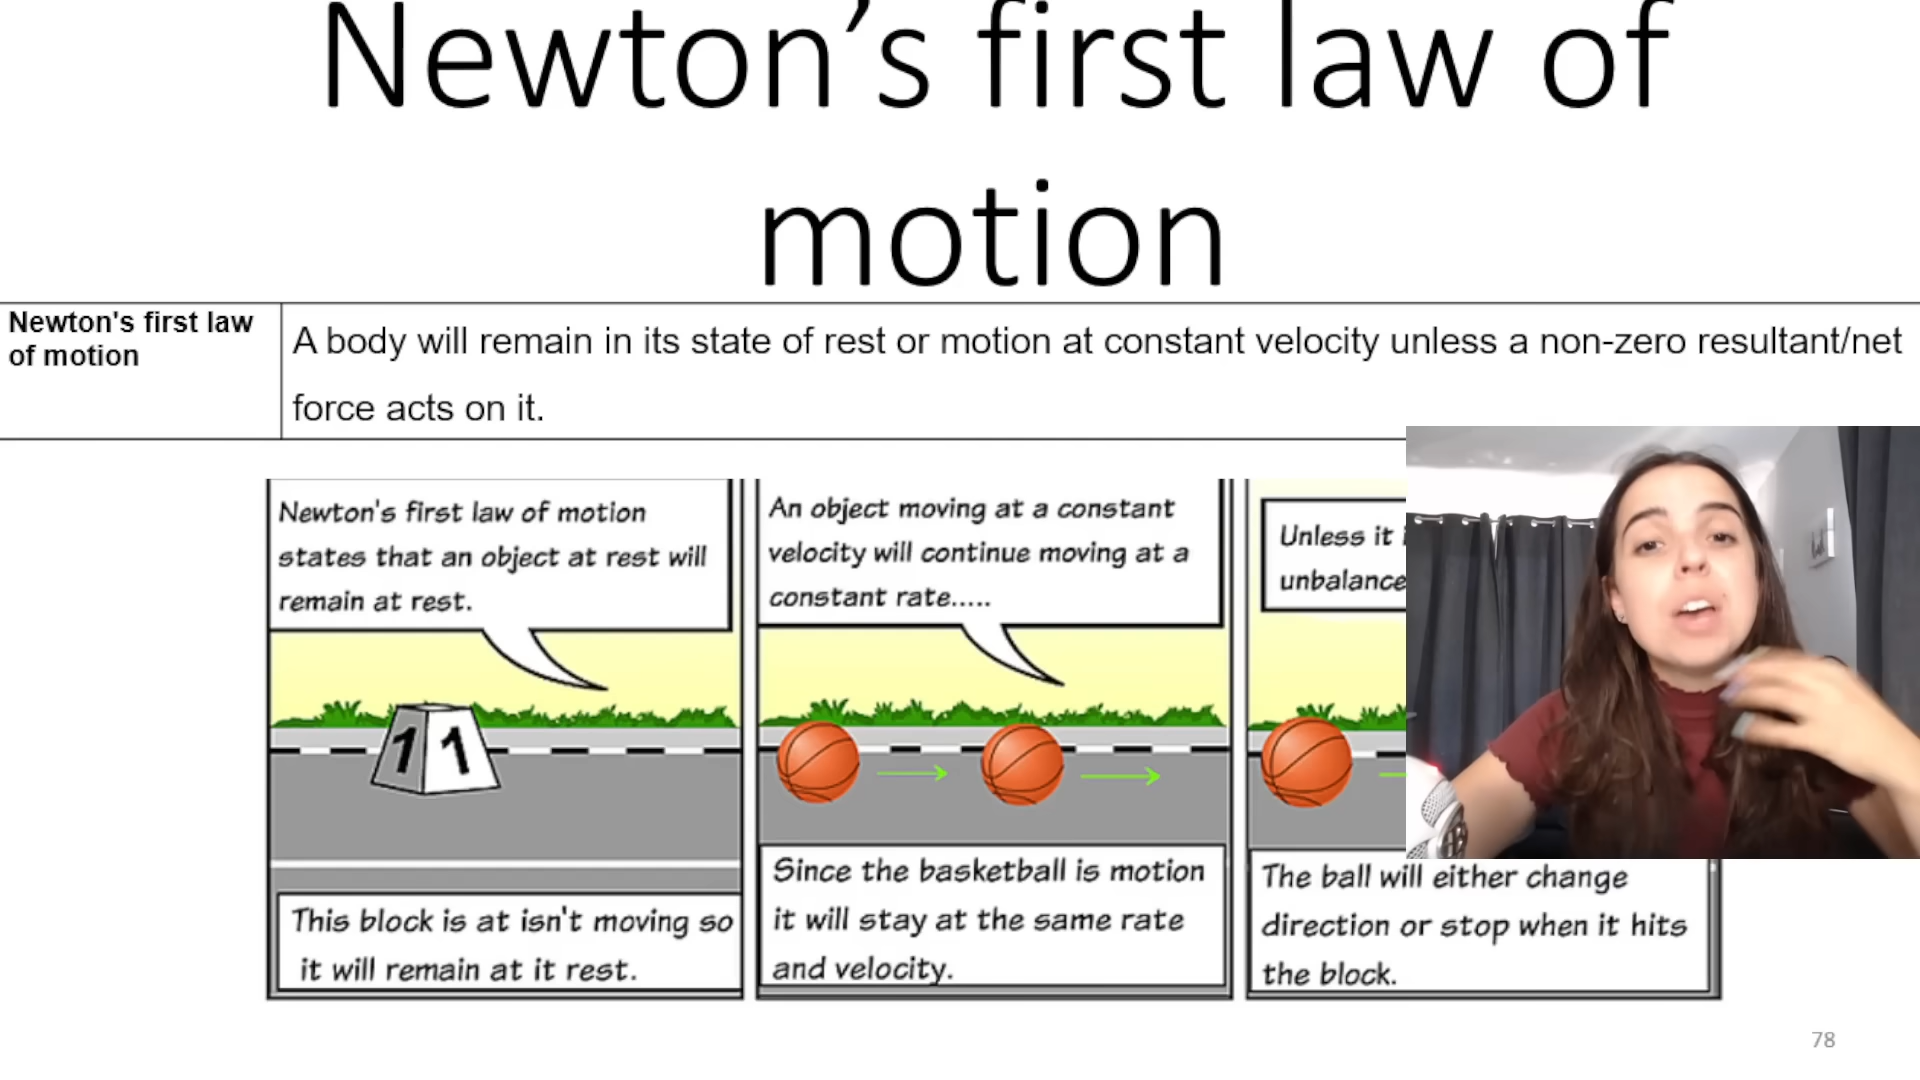 Newton’s first law of
motion
Newton's first law
of motion
A body will remain in its state of rest or motion at constant velocity unless a non-zero resultant/net
force acts on it.
Newton's first law of motion
states that an object at rest will
remain at rest.
An object moving at a constant
velocity will continue moving at a
constant rate.....
Unless it
unbalance
1 1
This block is at isn't moving so
it will remain at it rest.
Since the basketball is motion
it will stay at the same rate
and velocity.
The ball will either change
direction or stop when it hits
the block.
78